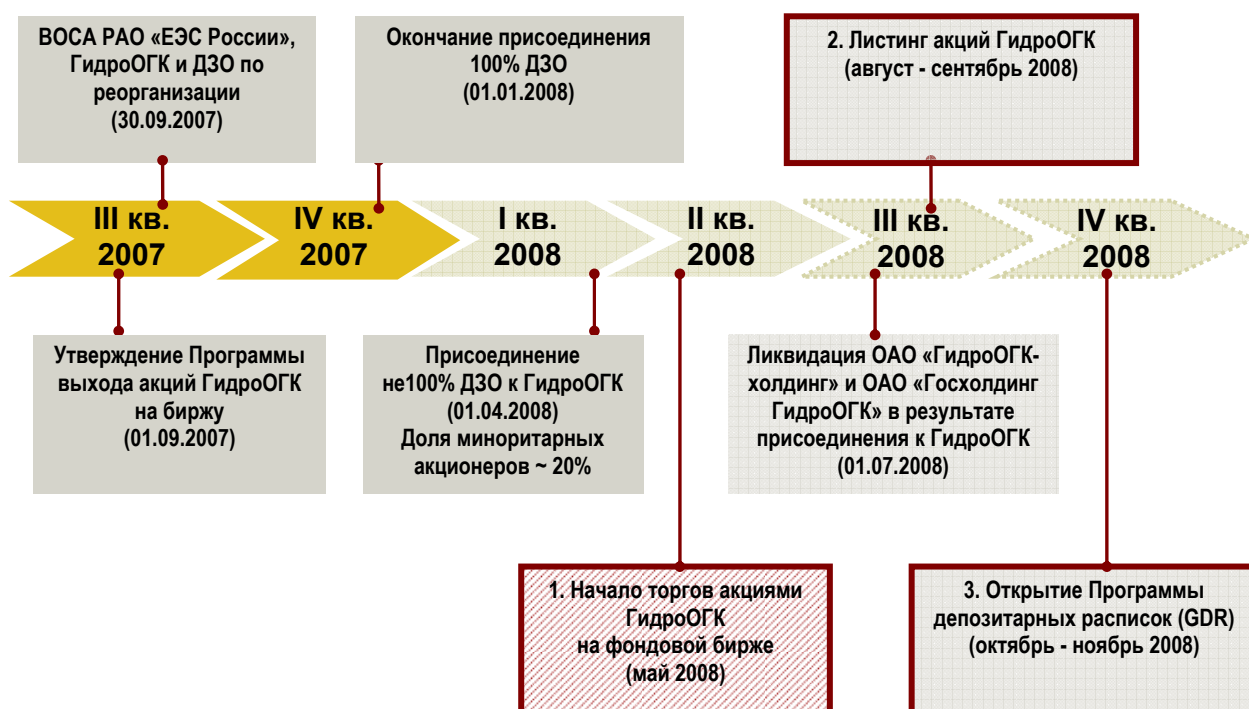 ВОСА РАО «ЕЭС России»,
ГидроОГК и ДЗО по
реорганизации
(30.09.2007)
Окончание присоединения
100% ДЗО
(01.01.2008)
2. Листинг акций ГидроОГК
(август - сентябрь 2008)
III кв.
2007
IV кв.
2007
I кв.
2008
II кв.
2008
III кв.
2008
IV кв.
2008
Утверждение Программы
выхода акций ГидроОГК
на биржу
(01.09.2007)
Присоединение
не100% ДЗО к ГидроОГК
(01.04.2008)
Доля миноритарных
акционеров ~ 20%
Ликвидация ОАО «ГидроОГК-
холдинг» и ОАО «Госхолдинг
ГидроОГК» в результате
присоединения к ГидроОГК
(01.07.2008)
1. Начало торгов акциями
ГидроОГК
на фондовой бирже
(май 2008)
3. Открытие Программы
депозитарных расписок (GDR)
(октябрь - ноябрь 2008)